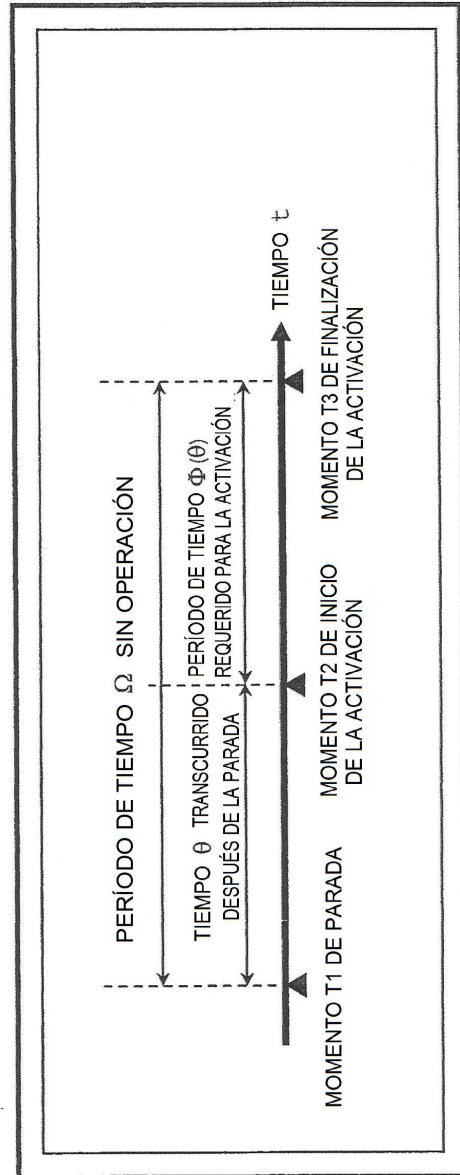 PERÍODO DE TIEMPO Ω SIN OPERACIÓN
TIEMPO θ TRANSCURRIDO
DESPUÉS DE LA PARADA
PERÍODO DE TIEMPO Φ(θ)
REQUERIDO PARA LA ACTIVACIÓN
TIEMPO t
MOMENTO T1 DE PARADA
MOMENTO T2 DE INICIO
DE LA ACTIVACIÓN
MOMENTO T3 DE FINALIZACIÓN
DE LA ACTIVACIÓN